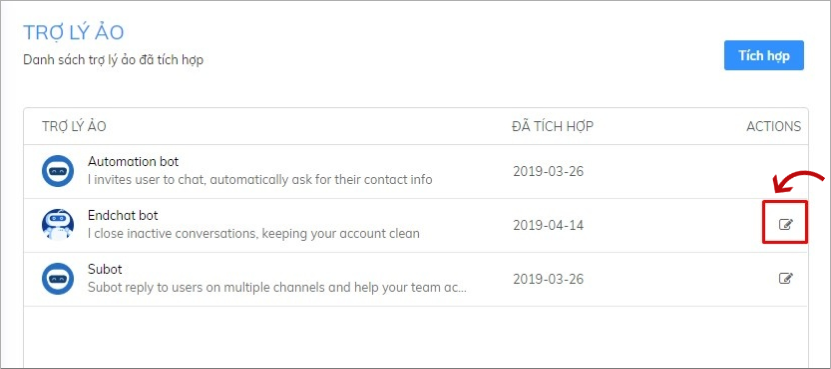 TRỢ LÝ ẢO
Danh sách trợ lý ảo đã tích hợp
Tích hợp
TRỢ LÝ ẢO ĐÃ TÍCH HỢP ACTIONS
Automation bot
I invites user to chat, automatically ask for their contact info
2019-03-26
Endchat bot
I close inactive conversations, keeping your account clean
2019-04-14
Subot
Subot reply to users on multiple channels and help your team ac...
2019-03-26